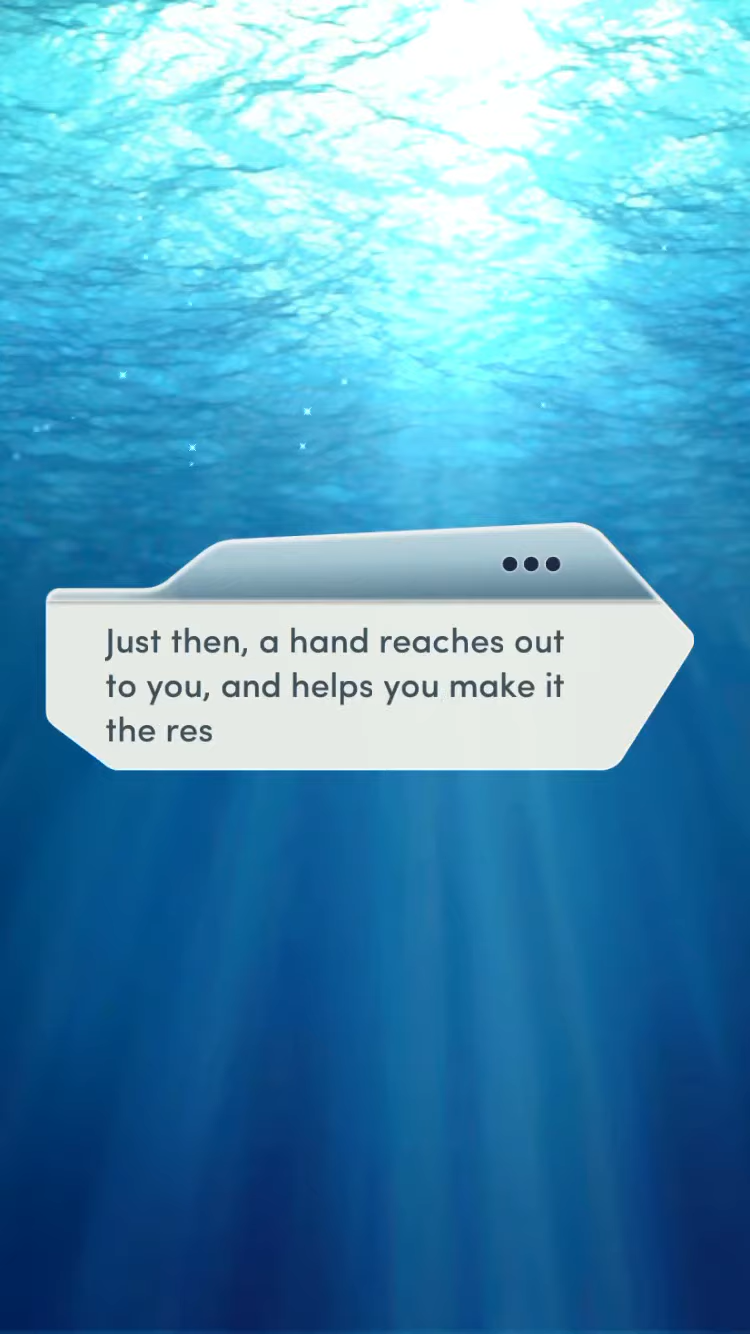 Just then, a hand reaches out
to you, and helps you make it
the res